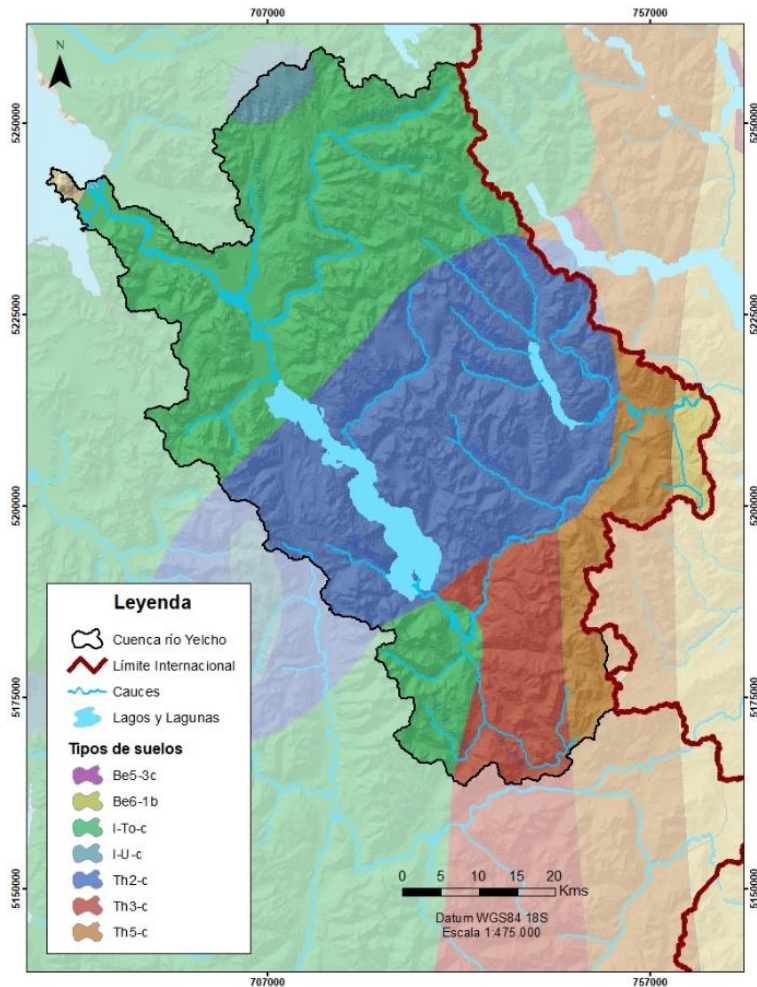 707000
757000
N
5250000
5250000
5225000
5225000
5200000
5200000
5175000
5175000
5150000
5150000
Leyenda
Cuenca río Yelcho
Límite Internacional
Cauces
Lagos y Lagunas
Tipos de suelos
Be5-3c
Be6-1b
I-To-c
I-U-c
Th2-c
Th3-c
Th5-c
0 5 10 15 20
Kms
Datum WGS84 18S
Escala 1:475.000
707000
757000